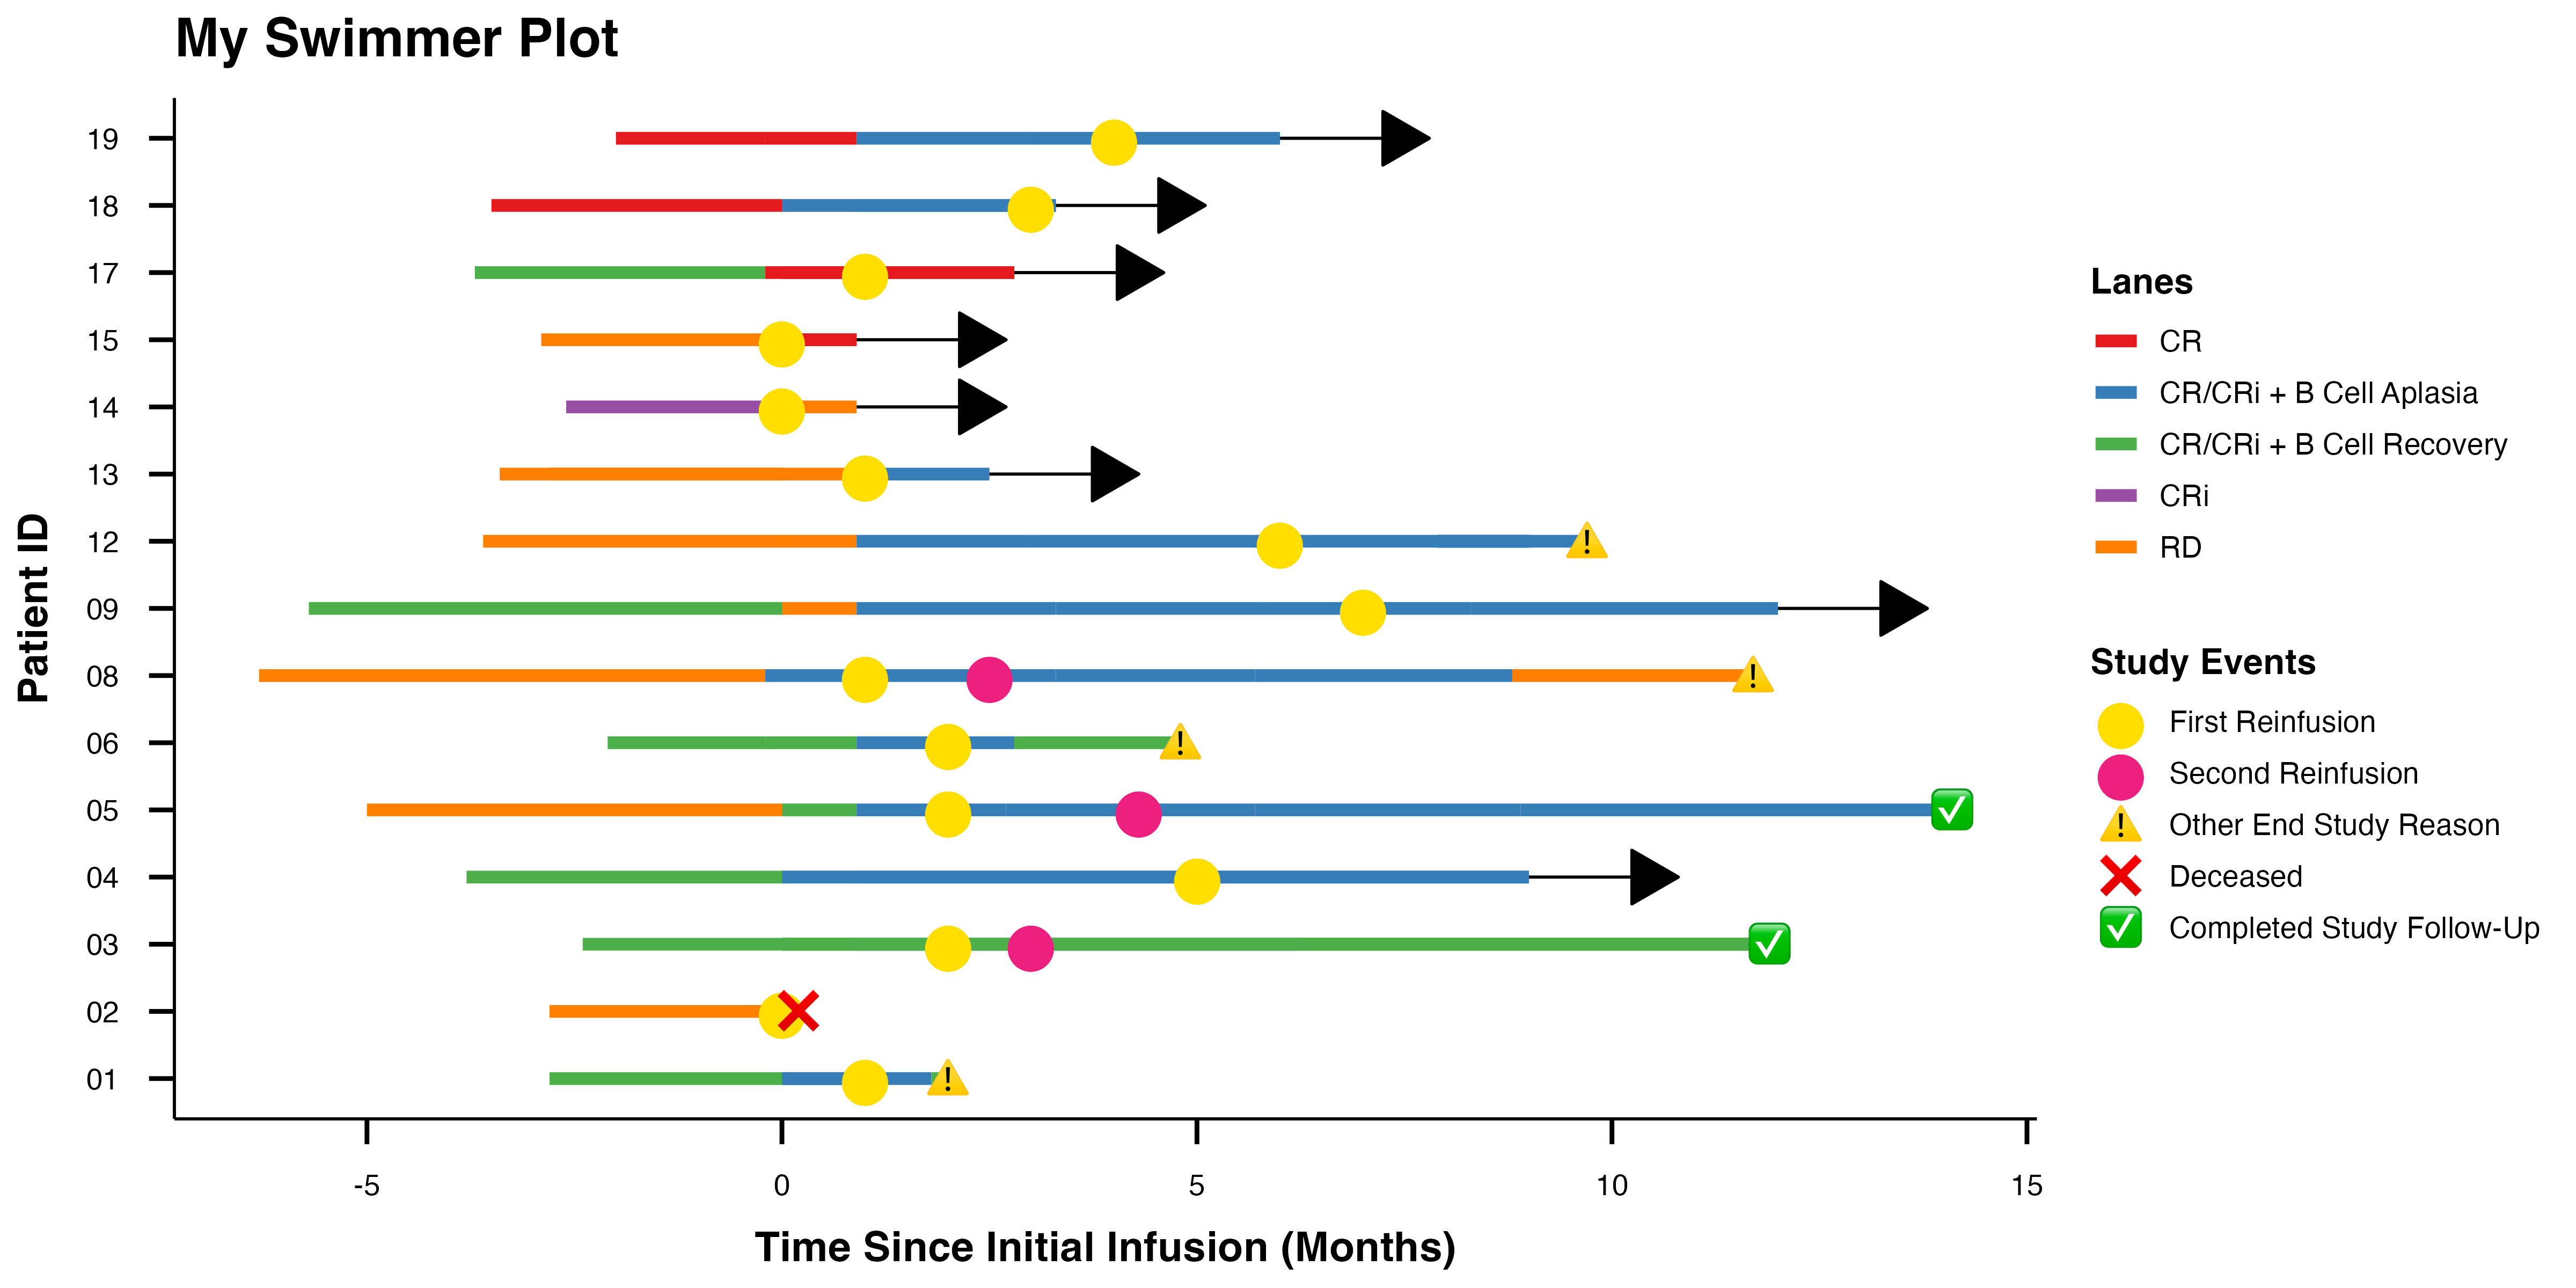 My Swimmer Plot
Patient ID
19
18
17
15
14
13
12
09
08
06
05
04
03
02
01
-5
0
5
10
15
Time Since Initial Infusion (Months)
Lanes
CR
CR/CRi + B Cell Aplasia
CR/CRi + B Cell Recovery
CRi
RD
Study Events
First Reinfusion
Second Reinfusion
Other End Study Reason
Deceased
Completed Study Follow-Up